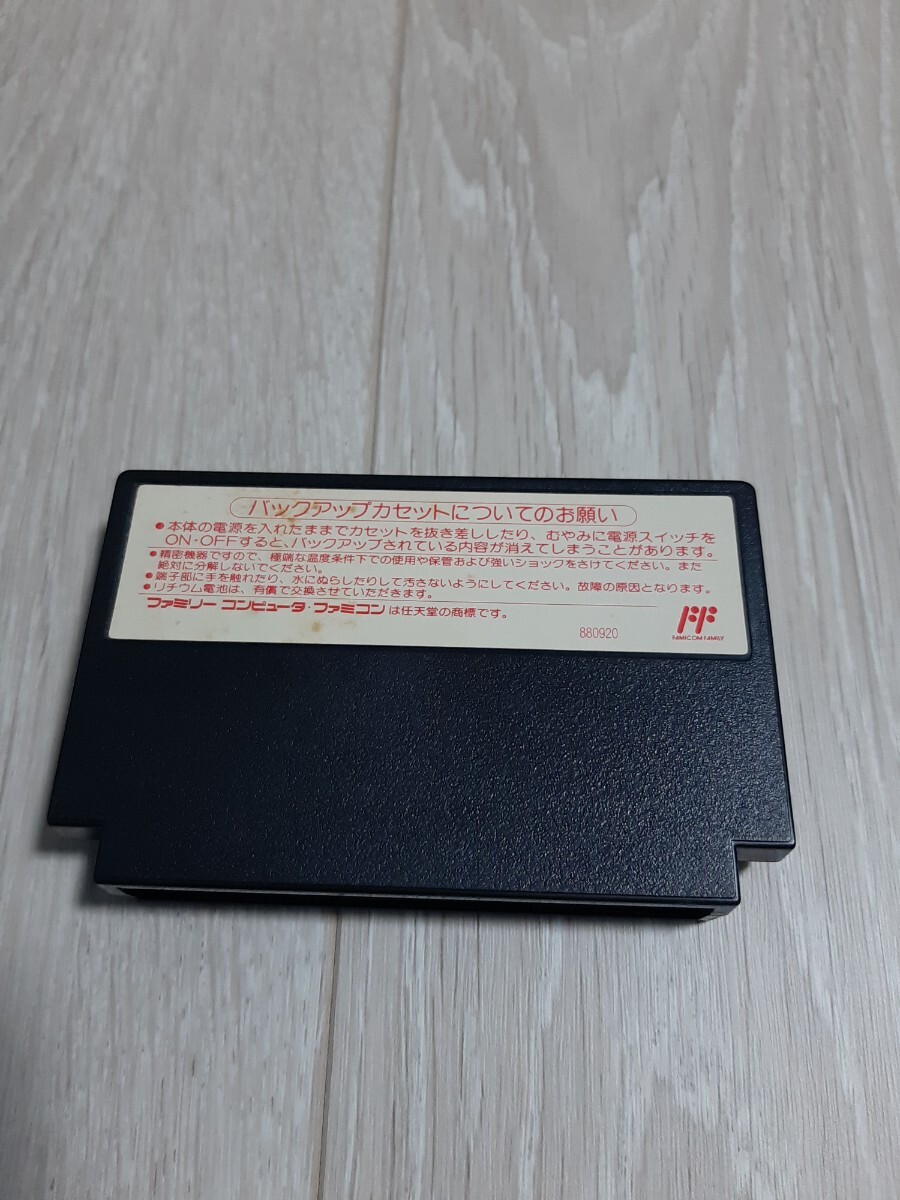 バックアップカセットについてのお願い
●本体の電源を入れたままでカセットを抜き差ししたり、むやみに電源スイッチを
ON・OFFすると、バックアップされている内容が消えてしまうことがあります。
●精密機器ですので、極端な温度条件下での使用や保管および強いショックをさけてください。また
絶対に分解しないでください。
●端子部に手を触れたり、水にぬらしたりして汚さないようにしてください。故障の原因となります。
●リチウム電池は、有償で交換させていただきます。
ファミリー コンピュータ・ファミコンは任天堂の商標です。
880920
FAMICOM FAMILY